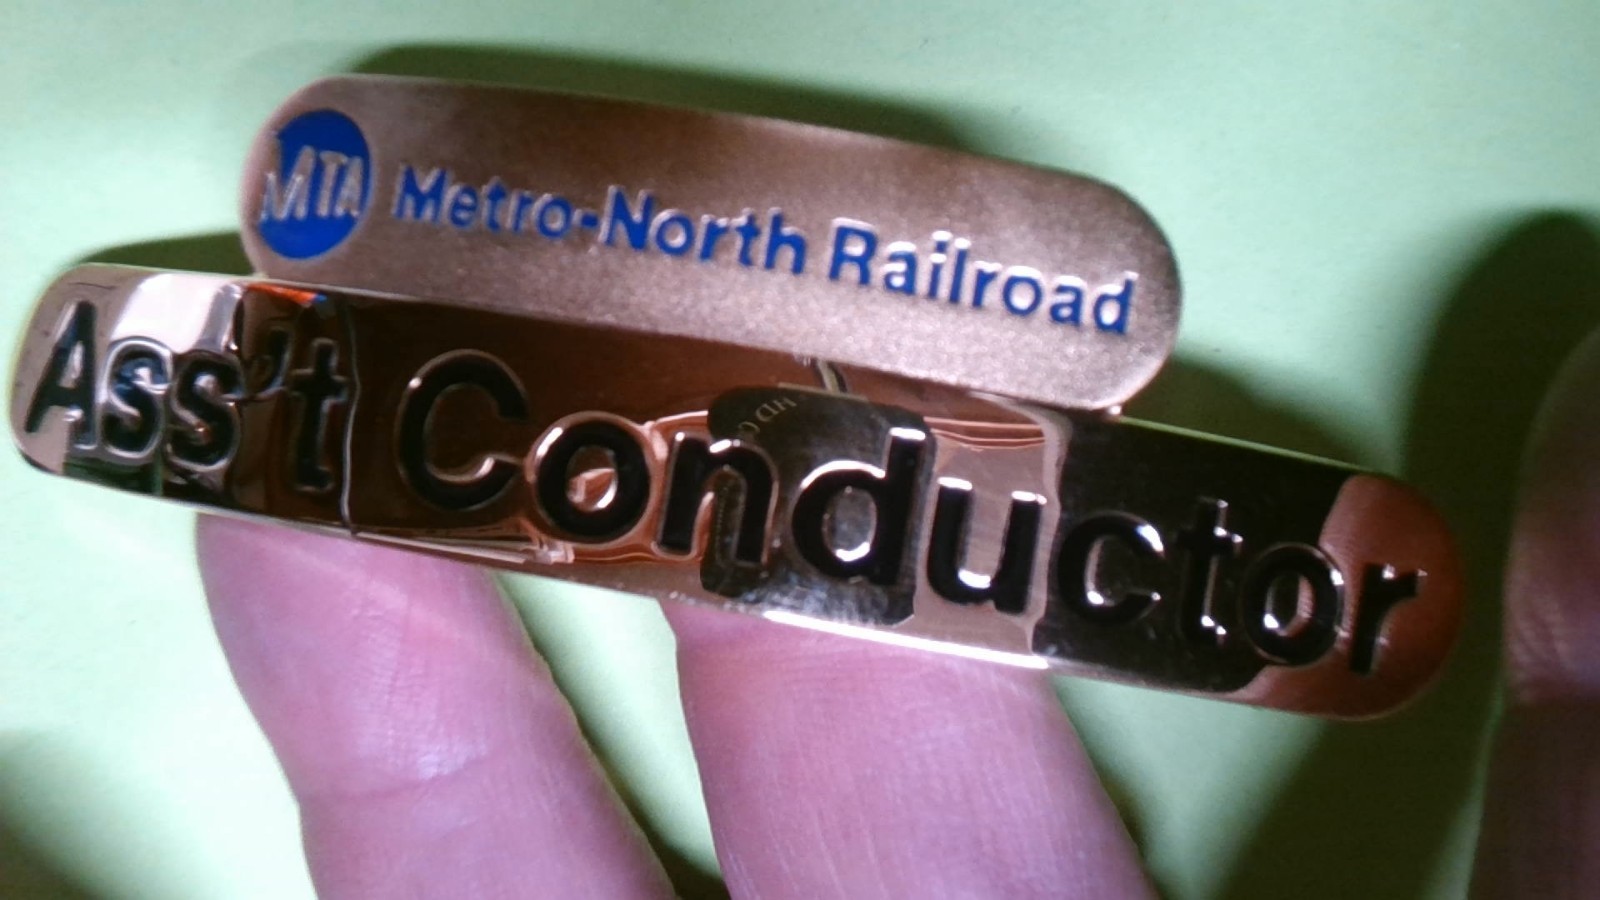 MTA Metro-North Railroad
Ass't Conductor